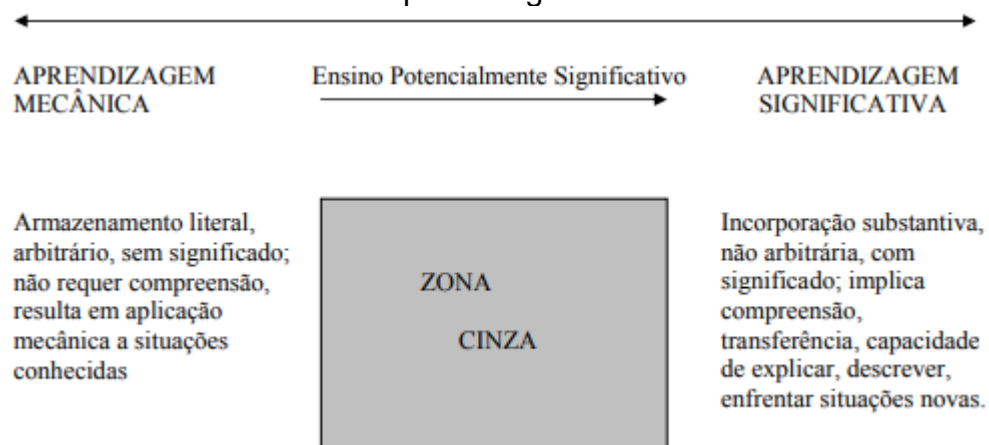 APRENDIZAGEM
MECÂNICA
Ensino Potencialmente Significativo
APRENDIZAGEM
SIGNIFICATIVA
Armazenamento literal,
arbitrário, sem significado;
não requer compreensão,
resulta em aplicação
mecânica a situações
conhecidas
ZONA
CINZA
Incorporação substantiva,
não arbitrária, com
significado; implica
compreensão,
transferência, capacidade
de explicar, descrever,
enfrentar situações novas.